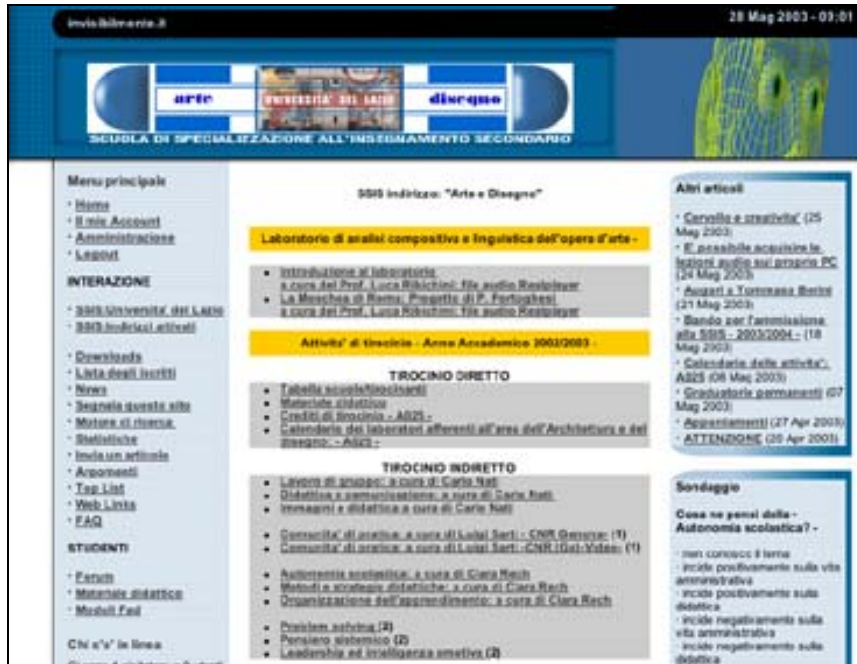 invisibilmente.it
28 Mag 2003 - 09:01
arte
UNIVERSITA' DEL LAZIO
disegno
SCUOLA DI SPECIALIZZAZIONE ALL'INSEGNAMENTO SECONDARIO
Menu principale
· Home
· Il mio Account
· Amministrazione
· Logout
INTERAZIONE
· SSIS:Universita' del Lazio
· SSIS:Indirizzi attivati
· Downloads
· Lista degli iscritti
· News
· Segnala questo sito
· Motore di ricerca
· Statistiche
· Invia un articolo
· Argomenti
· Top List
· Web Links
· FAQ
STUDENTI
· Forum
· Materiale didattico
· Moduli Fad
Chi c'e' in linea
SSIS indirizzo: "Arte e Disegno"
Laboratorio di analisi compositiva e linguistica dell'opera d'arte -
• Introduzione al laboratorio
a cura del Prof. Luca Ribichini: file audio Realplayer
• La Moschea di Roma: Progetto di P. Portoghesi
a cura del Prof. Luca Ribichini: file audio Realplayer
Attivita' di tirocinio - Anno Accademico 2002/2003 -
TIROCINIO DIRETTO
• Tabella scuole/tirocinanti
• Materiale didattico
• Crediti di tirocinio - A025 -
• Calendario dei laboratori afferenti all'area dell'Architettura e del
disegno: - A025 -
TIROCINIO INDIRETTO
• Lavoro di gruppo: a cura di Carlo Nati
• Didattica e comunicazione: a cura di Carlo Nati
• Immagini e didattica a cura di Carlo Nati
• Comunita' di pratica: a cura di Luigi Sarti - CNR Genova- (1)
• Comunita' di pratica: a cura di Luigi Sarti -CNR (Ge)-Video- (1)
• Autonomia scolastica: a cura di Clara Rech
• Metodi e strategie didattiche: a cura di Clara Rech
• Organizzazione dell'apprendimento: a cura di Clara Rech
• Problem solving (2)
• Pensiero sistemico (2)
• Leadership ed intelligenza emotiva (2)
Altri articoli
· Cervello e creativita' (25
Mag 2003)
· E' possibile acquisire le
lezioni audio sul proprio PC
(24 Mag 2003)
· Auguri a Tommaso Berini
(21 Mag 2003)
· Bando per l'ammissione
alla SSIS - 2003/2004 - (18
Mag 2003)
· Calendario delle attivita':
A025 (08 Mag 2003)
· Graduatorie permanenti (07
Mag 2003)
· Appuntamenti (27 Apr 2003)
· ATTENZIONE (20 Apr 2003)
Sondaggio
Cosa ne pensi della -
Autonomia scolastica? -
· non conosco il tema
· incide positivamente sulla vita
amministrativa
· incide positivamente sulla
didattica
· incide negativamente sulla
vita amministrativa
· incide negativamente sulla
didattica